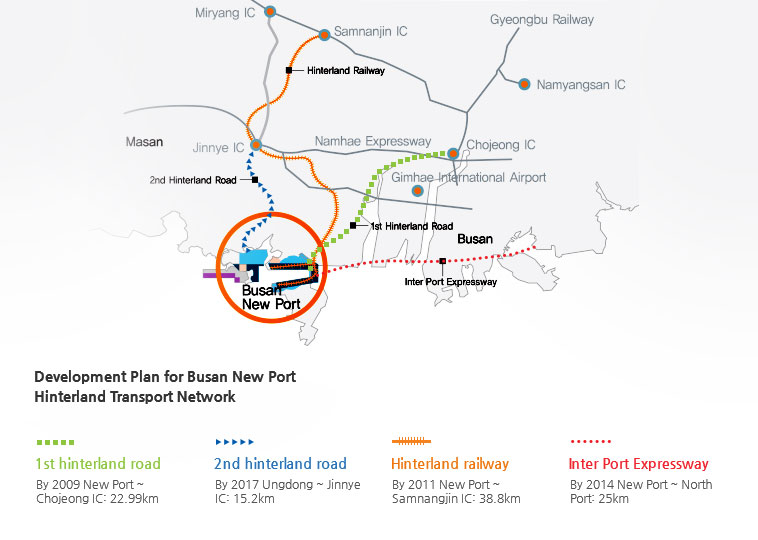 Miryang IC
Samnanjin IC
Gyeongbu Railway
Hinterland Railway
Namyangsan IC
Masan
Jinnye IC
Namhae Expressway
Chojeong IC
2nd Hinterland Road
Gimhae International Airport
1st Hinterland Road
Busan
Inter Port Expressway
Busan
New Port
Development Plan for Busan New Port
Hinterland Transport Network
1st hinterland road
By 2009 New Port ~
Chojeong IC: 22.99km
2nd hinterland road
By 2017 Ungdong ~ Jinnye
IC: 15.2km
Hinterland railway
By 2011 New Port ~
Samnangjin IC: 38.8km
Inter Port Expressway
By 2014 New Port ~ North
Port: 25km